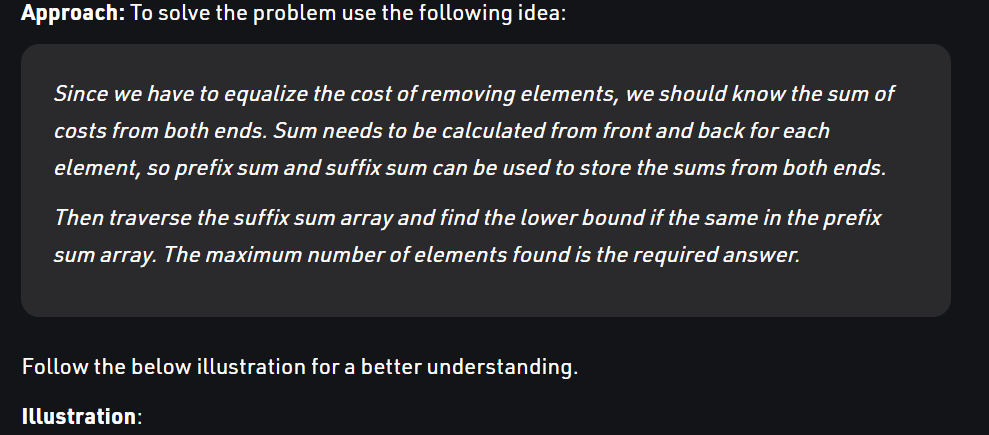 Approach: To solve the problem use the following idea:
Since we have to equalize the cost of removing elements, we should know the sum of
costs from both ends. Sum needs to be calculated from front and back for each
element, so prefix sum and suffix sum can be used to store the sums from both ends.
Then traverse the suffix sum array and find the lower bound if the same in the prefix
sum array. The maximum number of elements found is the required answer.
Follow the below illustration for a better understanding.
Illustration: